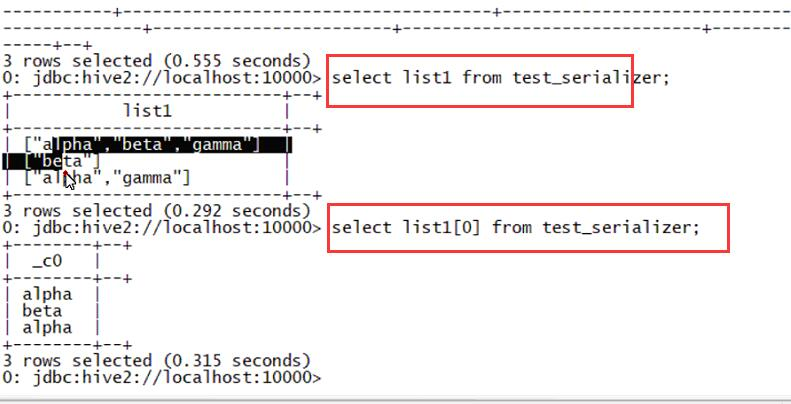 ------------+----------------------------------------+--------------------------------
---------------+--------------------------+---------------------------------+---------
-----+--+
3 rows selected (0.555 seconds)
0: jdbc:hive2://localhost:10000> select list1 from test_serializer;
+---------------------------+--+
|           list1           |
+---------------------------+--+
| ["alpha","beta","gamma"]  |
| ["beta"]                  |
| ["alpha","gamma"]         |
+---------------------------+--+
3 rows selected (0.292 seconds)
0: jdbc:hive2://localhost:10000> select list1[0] from test_serializer;
+--------+--+
|  _c0   |
+--------+--+
| alpha  |
| beta   |
| alpha  |
+--------+--+
3 rows selected (0.315 seconds)
0: jdbc:hive2://localhost:10000>